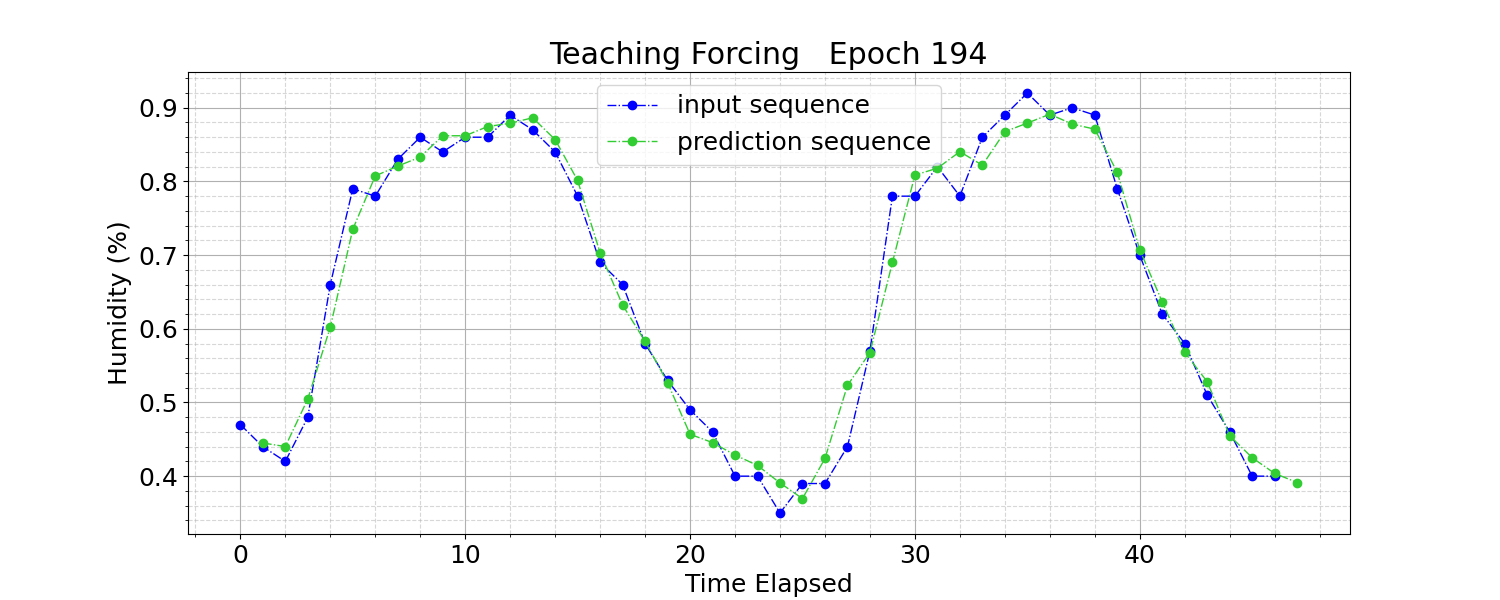 Teaching Forcing   Epoch 194
input sequence
prediction sequence
Humidity (%)
0.9
0.8
0.7
0.6
0.5
0.4
0 10 20 30 40
Time Elapsed